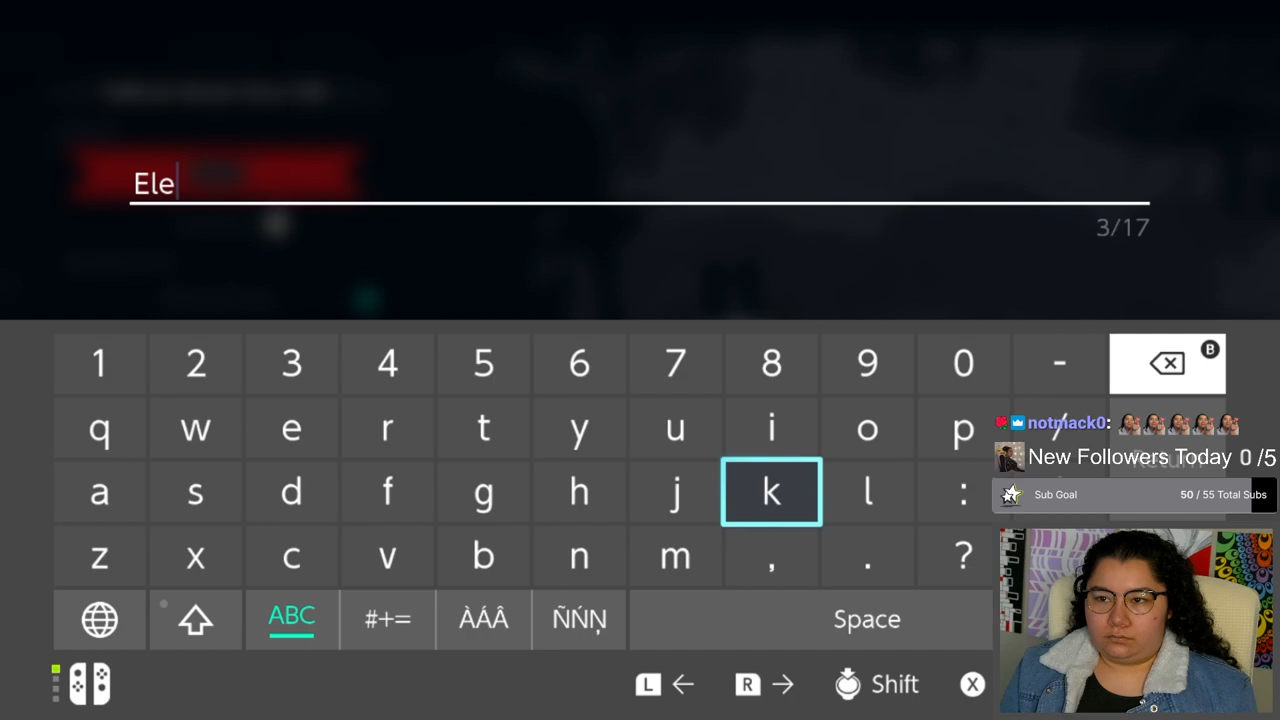 Ele
3/17
1 2 3 4 5 6 7 8 9 0 -
B
q w e r t y u i o p /
notmack0:
New Followers Today 0 /5
a s d f g h j k l :
Sub Goal 50 / 55 Total Subs
z x c v b n m , . ?
ABC #+= ÀÁÂ ÑŃŅ Space
L ← R → Shift X